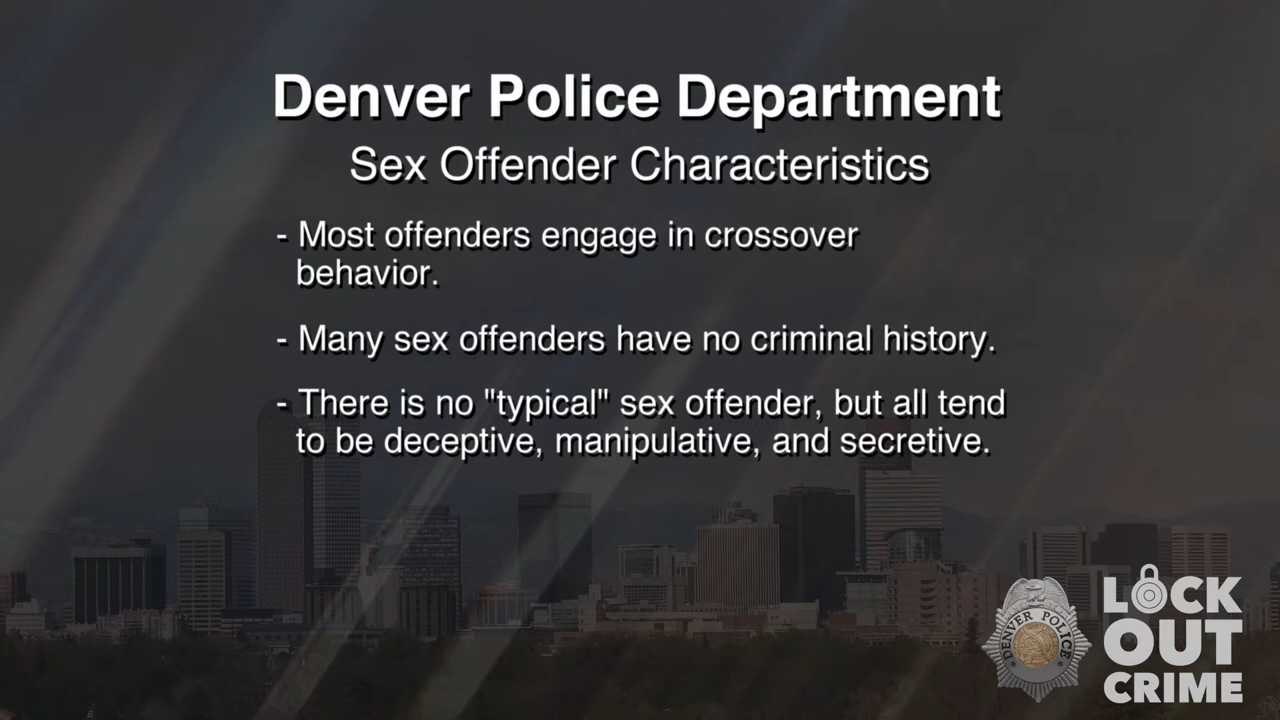 Denver Police Department
Sex Offender Characteristics
- Most offenders engage in crossover
behavior.
- Many sex offenders have no criminal history.
- There is no "typical" sex offender, but all tend
to be deceptive, manipulative, and secretive.
DENVER POLICE
LOCK
OUT
CRIME